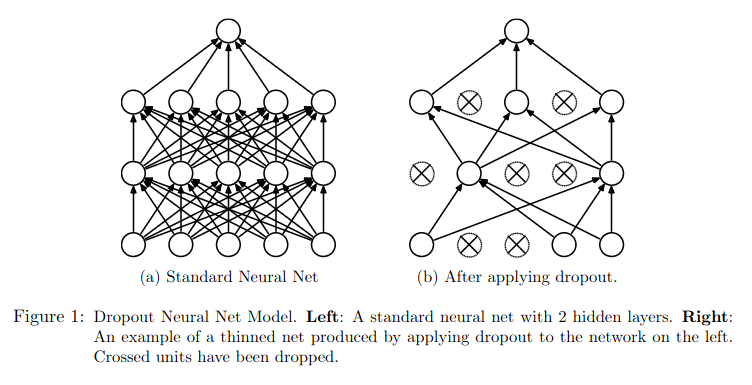 (a) Standard Neural Net
(b) After applying dropout.
Figure 1: Dropout Neural Net Model. Left: A standard neural net with 2 hidden layers. Right:
An example of a thinned net produced by applying dropout to the network on the left.
Crossed units have been dropped.